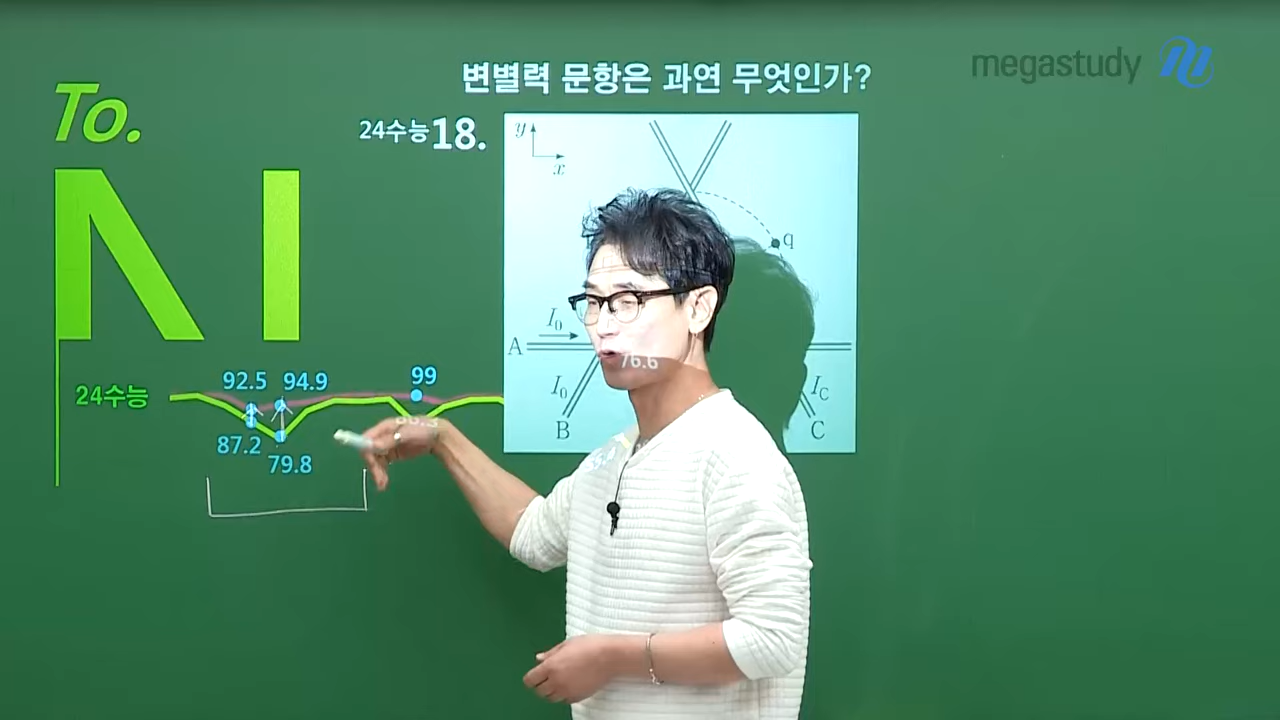 megastudy
변별력 문항은 과연 무엇인가?
To.
N
24수능 18.
y
x
q
I₀
A
76.6
92.5 94.9 99
24수능
I₀
I_C
87.2
79.8
B
C